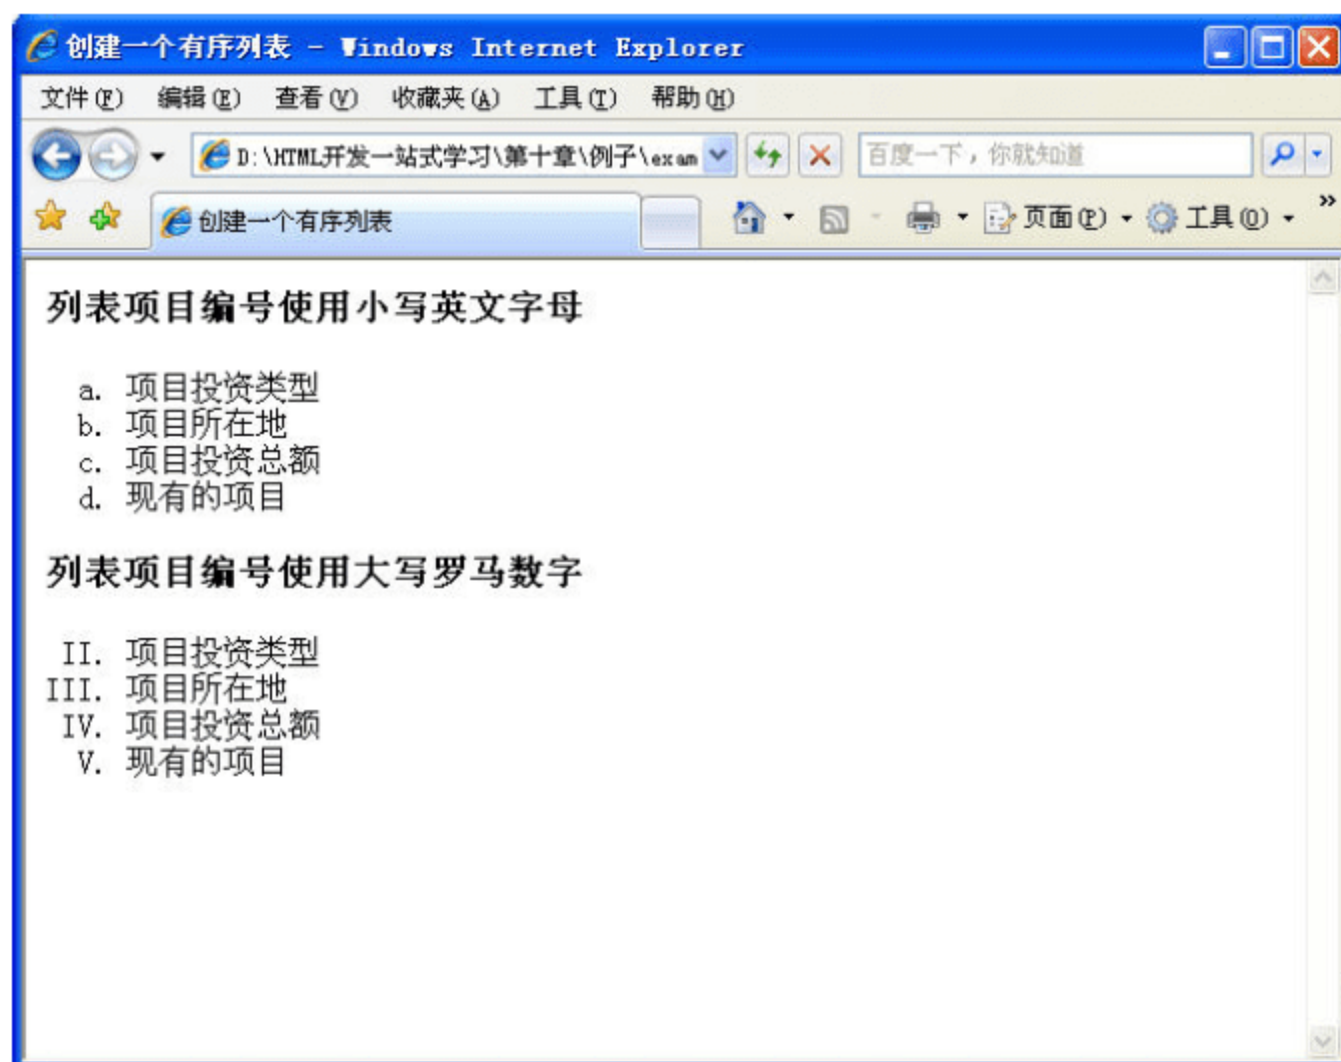 创建一个有序列表 - Windows Internet Explorer
文件(F) 编辑(E) 查看(V) 收藏夹(A) 工具(T) 帮助(H)
D:\HTML开发一站式学习\第十章\例子\exam 百度一下，你就知道
创建一个有序列表 页面(P) 工具(O) »
列表项目编号使用小写英文字母
a. 项目投资类型
b. 项目所在地
c. 项目投资总额
d. 现有的项目
列表项目编号使用大写罗马数字
II. 项目投资类型
III. 项目所在地
IV. 项目投资总额
V. 现有的项目